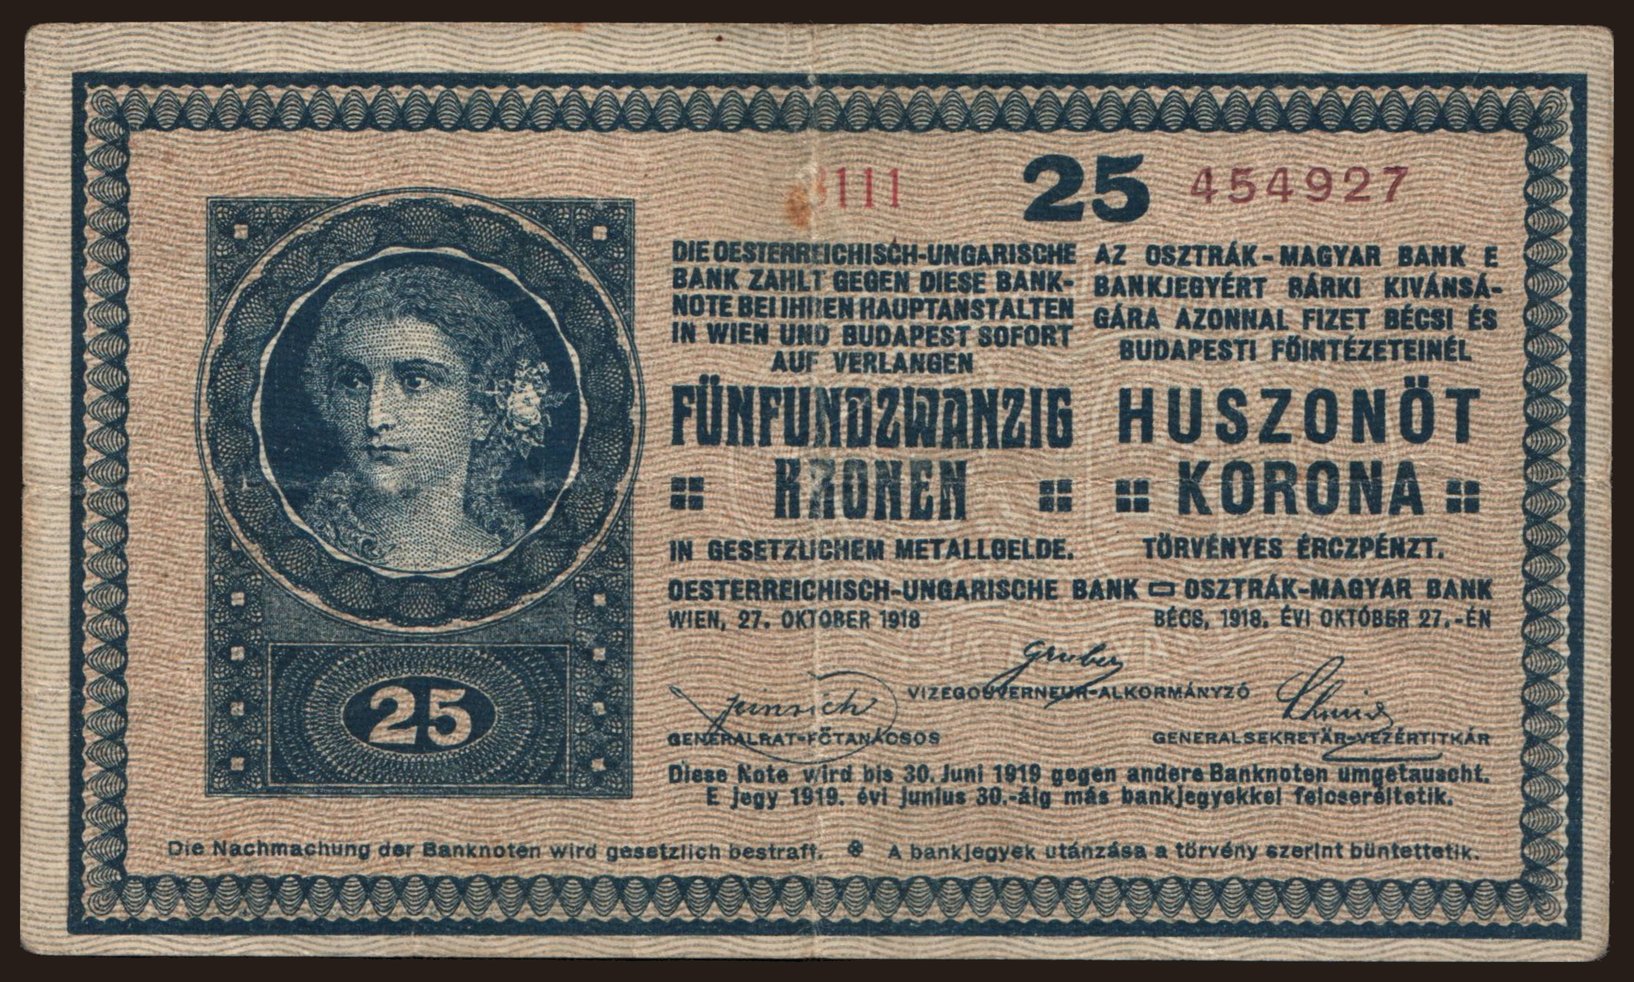 111
25 454927
DIE OESTERREICHISCH-UNGARISCHE
BANK ZAHLT GEGEN DIESE BANK-
NOTE BEI IHREN HAUPTANSTALTEN
IN WIEN UND BUDAPEST SOFORT
AUF VERLANGEN
FÜNFUNDZWANZIG
KRONEN
IN GESETZLICHEM METALLGELDE.
AZ OSZTRÁK-MAGYAR BANK E
BANKJEGYÉRT BÁRKI KIVÁNSÁ-
GÁRA AZONNAL FIZET BÉCSI ÉS
BUDAPESTI FŐINTÉZETEINÉL
HUSZONÖT
KORONA
TÖRVÉNYES ÉRCZPÉNZT.
OESTERREICHISCH-UNGARISCHE BANK OSZTRÁK-MAGYAR BANK
WIEN, 27. OKTOBER 1918
BÉCS, 1918. ÉVI OKTÓBER 27.-ÉN
Gruber
VIZEGOUVERNEUR-ALKORMÁNYZÓ
GENERALRAT-FŐTANÁCSOS
GENERALSEKRETÄR-VEZÉRTITKÁR
Diese Note wird bis 30. Juni 1919 gegen andere Banknoten umgetauscht.
E jegy 1919. évi junius 30.-áig más bankjegyekkel felcseréltetik.
25
Die Nachmachung der Banknoten wird gesetzlich bestraft. A bankjegyek utánzása a törvény szerint büntettetik.